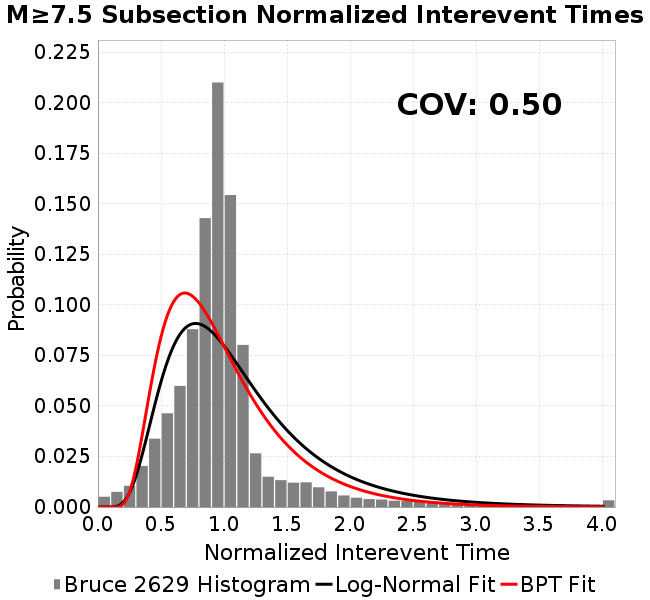 M≥7.5 Subsection Normalized Interevent Times
COV: 0.50
Probability
0.225
0.200
0.175
0.150
0.125
0.100
0.075
0.050
0.025
0.000
0.0 0.5 1.0 1.5 2.0 2.5 3.0 3.5 4.0
Normalized Interevent Time
Bruce 2629 Histogram Log-Normal Fit BPT Fit